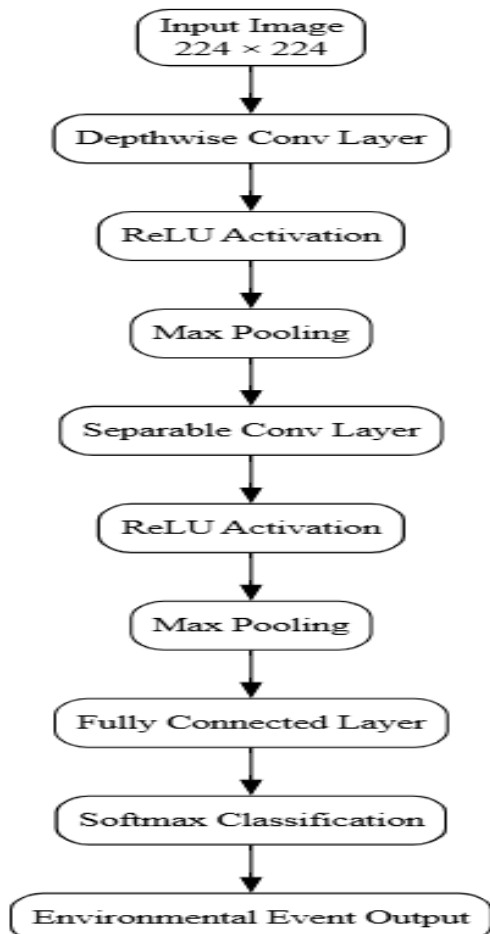 Input Image
224 × 224
Depthwise Conv Layer
ReLU Activation
Max Pooling
Separable Conv Layer
ReLU Activation
Max Pooling
Fully Connected Layer
Softmax Classification
Environmental Event Output